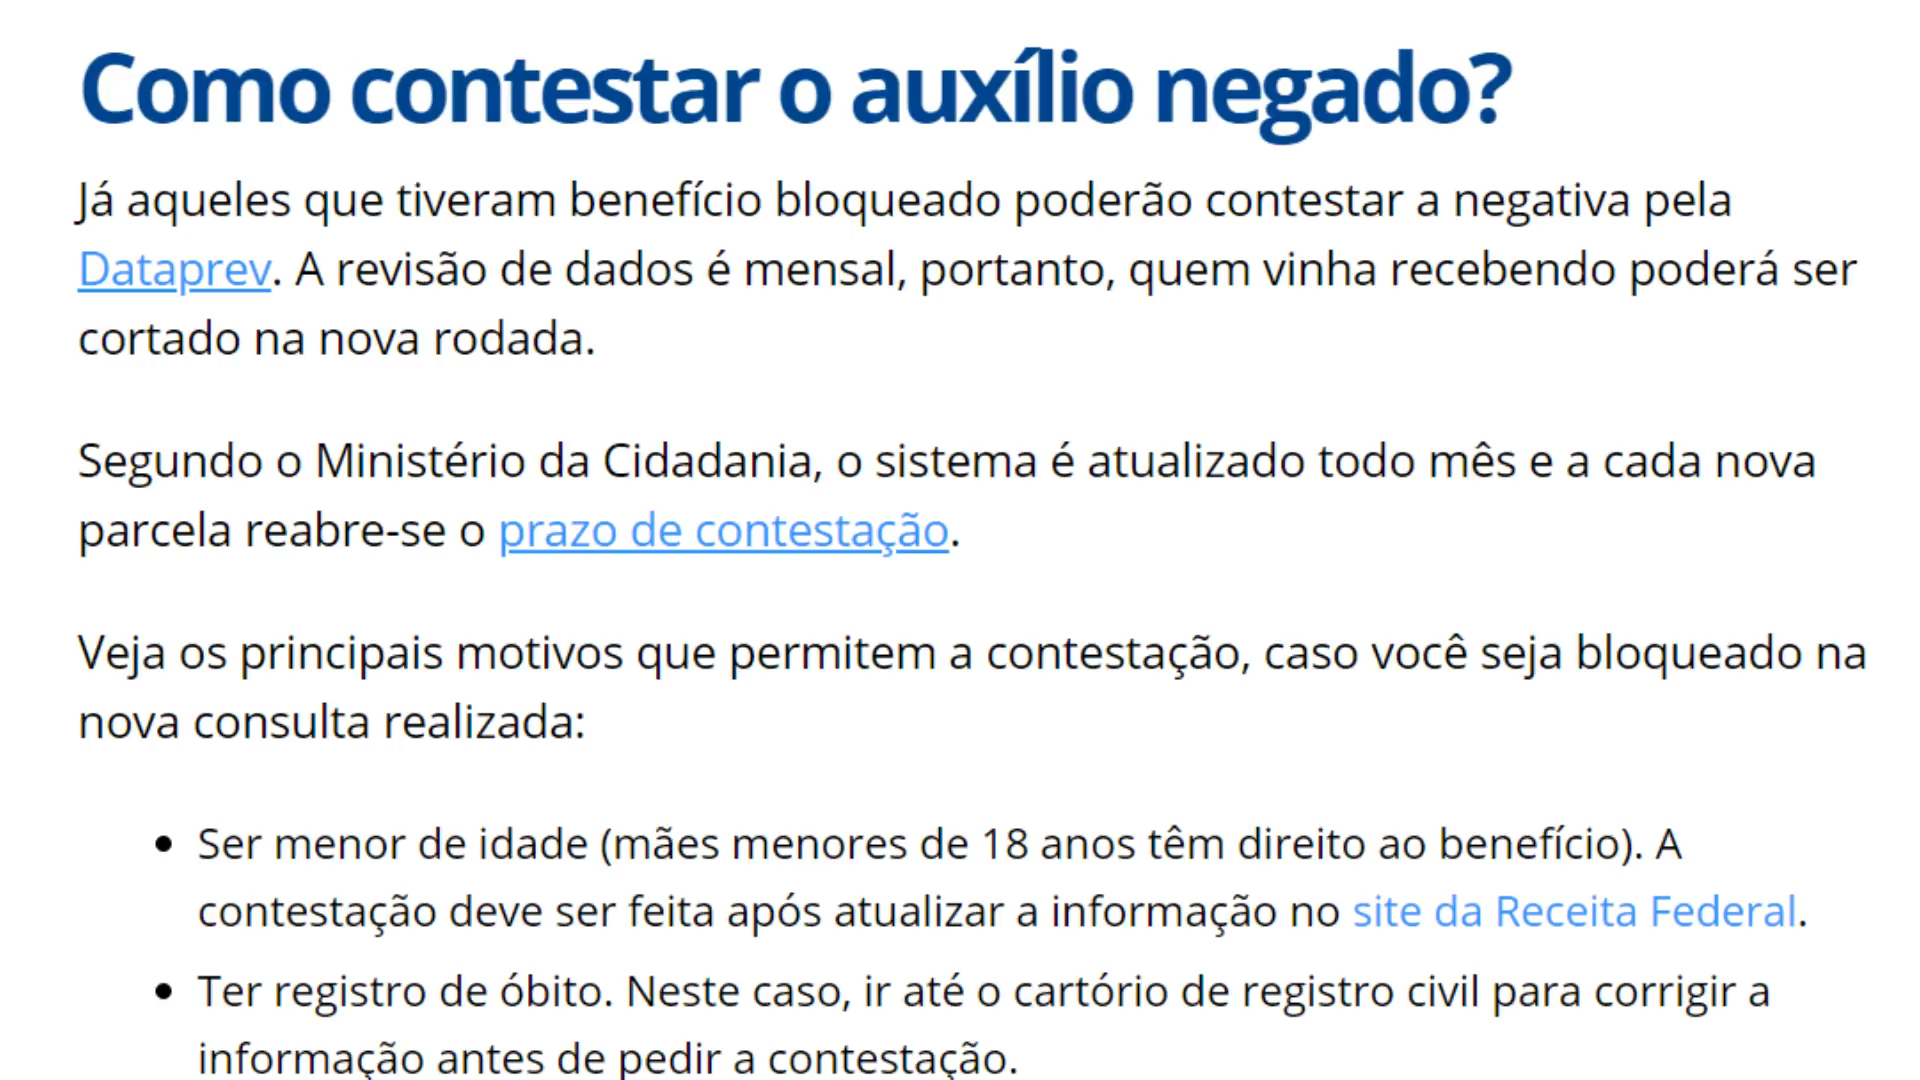 Como contestar o auxílio negado?
Já aqueles que tiveram benefício bloqueado poderão contestar a negativa pela
Dataprev. A revisão de dados é mensal, portanto, quem vinha recebendo poderá ser
cortado na nova rodada.
Segundo o Ministério da Cidadania, o sistema é atualizado todo mês e a cada nova
parcela reabre-se o prazo de contestação.
Veja os principais motivos que permitem a contestação, caso você seja bloqueado na
nova consulta realizada:
• Ser menor de idade (mães menores de 18 anos têm direito ao benefício). A
contestação deve ser feita após atualizar a informação no site da Receita Federal.
• Ter registro de óbito. Neste caso, ir até o cartório de registro civil para corrigir a
informação antes de pedir a contestação.